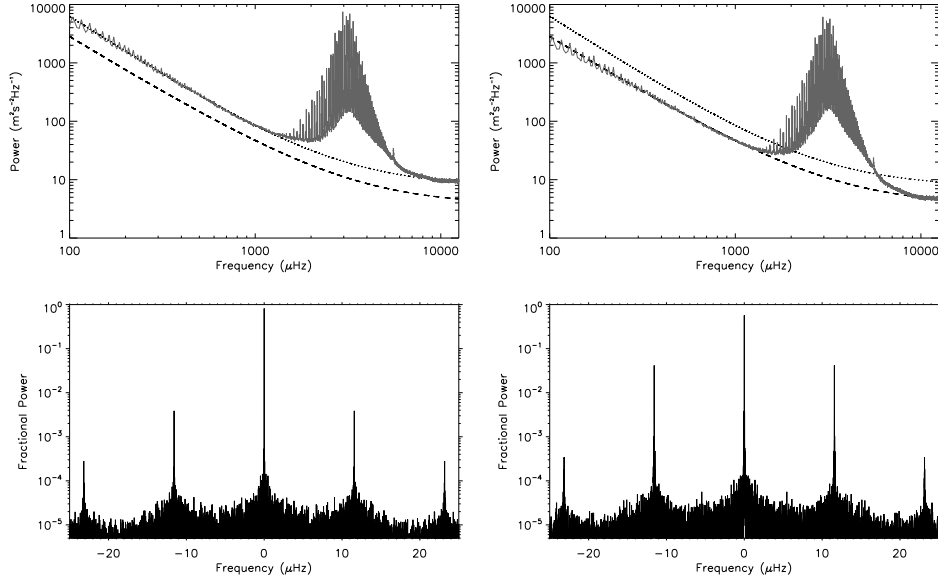 10000
1000
100
10
1
Power (m²s⁻²Hz⁻¹)
100 1000 10000
Frequency (μHz)
10000
1000
100
10
1
Power (m²s⁻²Hz⁻¹)
100 1000 10000
Frequency (μHz)
10⁰
10⁻¹
10⁻²
10⁻³
10⁻⁴
10⁻⁵
Fractional Power
−20 −10 0 10 20
Frequency (μHz)
10⁰
10⁻¹
10⁻²
10⁻³
10⁻⁴
10⁻⁵
Fractional Power
−20 −10 0 10 20
Frequency (μHz)